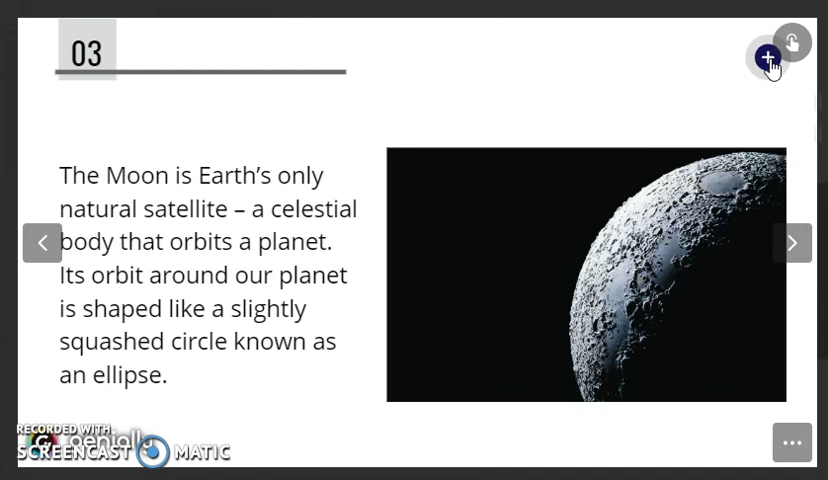 03
The Moon is Earth’s only
natural satellite – a celestial
body that orbits a planet.
Its orbit around our planet
is shaped like a slightly
squashed circle known as
an ellipse.
RECORDED WITH
genially
SCREENCAST MATIC